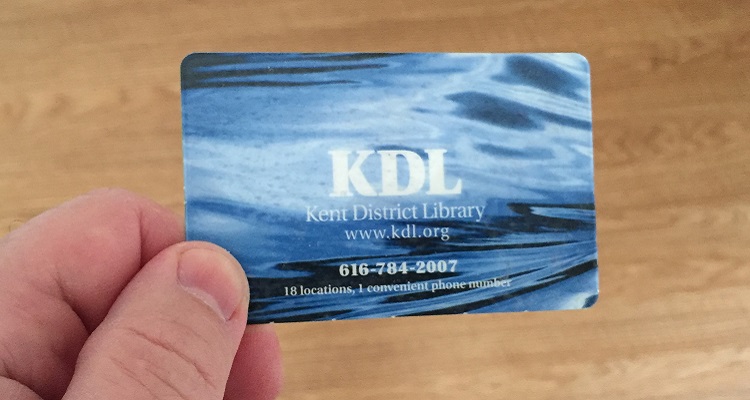 KDL
Kent District Library
www.kdl.org
616-784-2007
18 locations, 1 convenient phone number